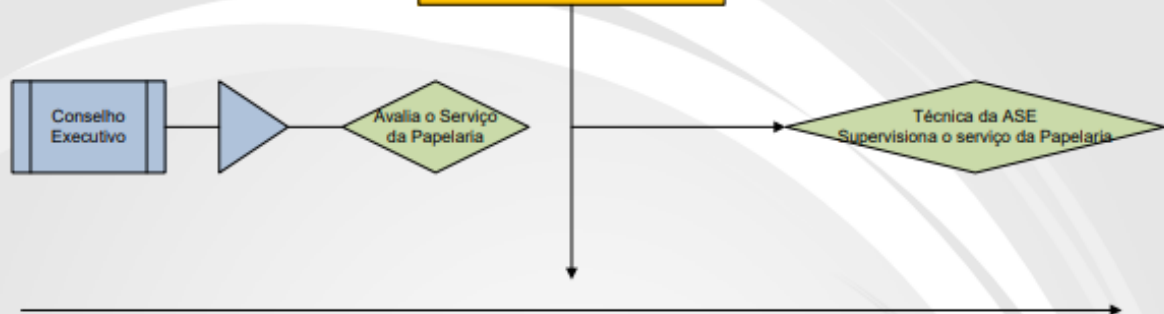 Conselho
Executivo
Avalia o Serviço
da Papelaria
Técnica da ASE
Supervisiona o serviço da Papelaria